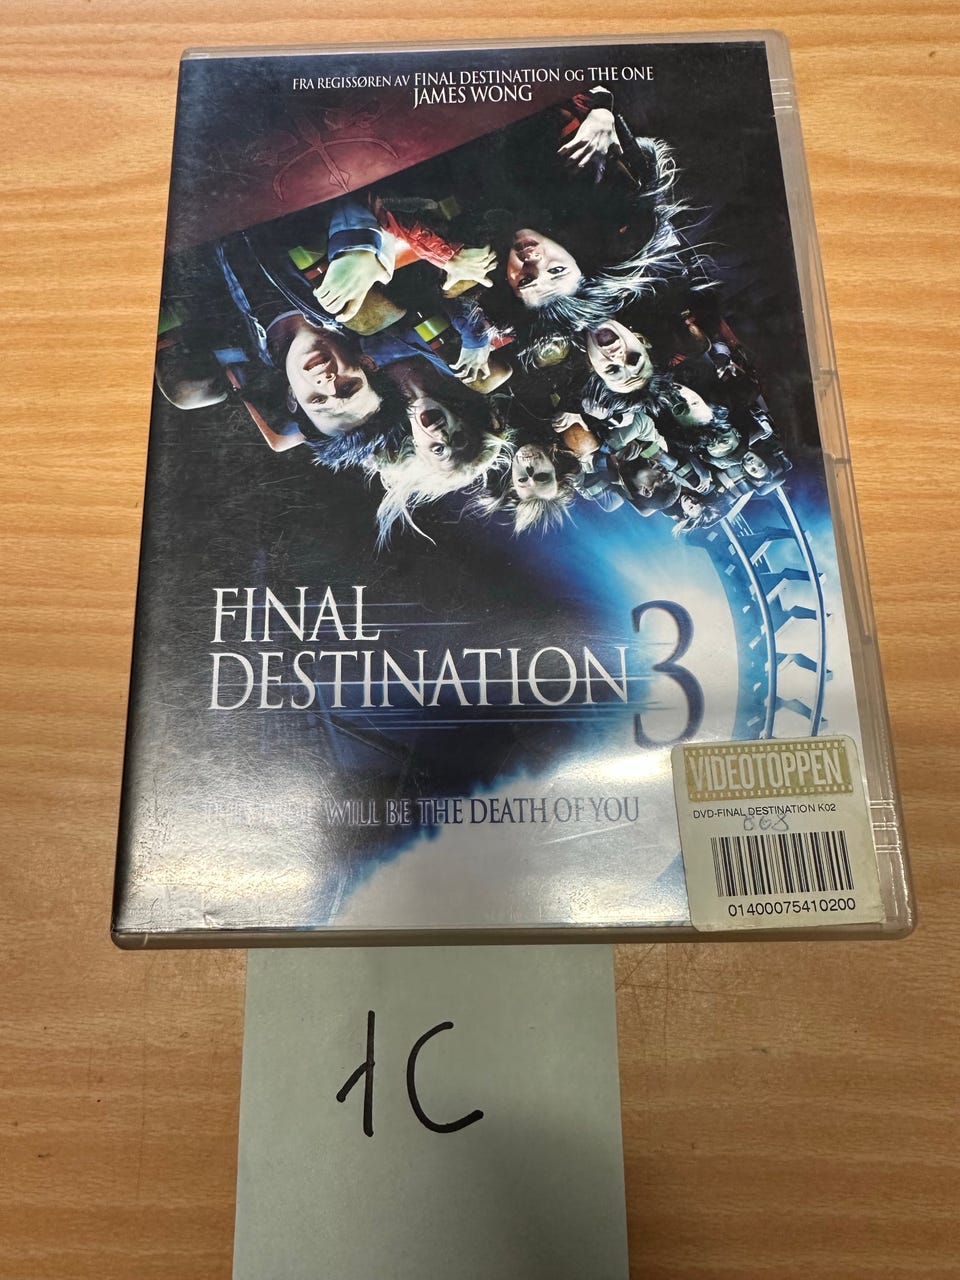 FRA REGISSØREN AV FINAL DESTINATION OG THE ONE
JAMES WONG
FINAL
DESTINATION 3
WILL BE THE DEATH OF YOU
VIDEOTOPPEN
DVD-FINAL DESTINATION K02
868
01400075410200
1C